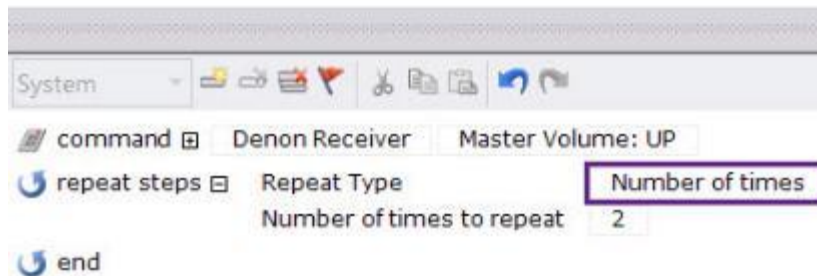 System
command Denon Receiver Master Volume: UP
repeat steps Repeat Type Number of times
Number of times to repeat 2
end